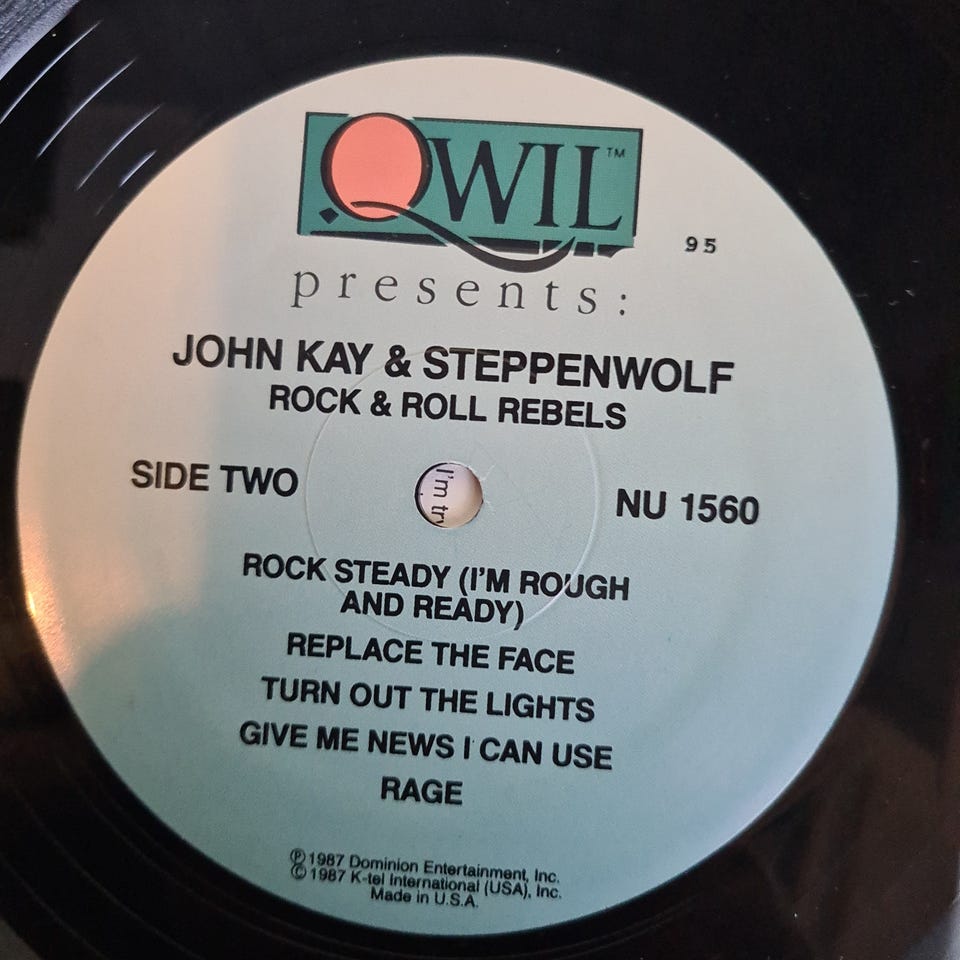 QWIL™
95
presents:
JOHN KAY & STEPPENWOLF
ROCK & ROLL REBELS
SIDE TWO
I'm
NU 1560
ROCK STEADY (I'M ROUGH
AND READY)
REPLACE THE FACE
TURN OUT THE LIGHTS
GIVE ME NEWS I CAN USE
RAGE
℗ 1987 Dominion Entertainment, Inc.
© 1987 K-tel International (USA), Inc.
Made in U.S.A.